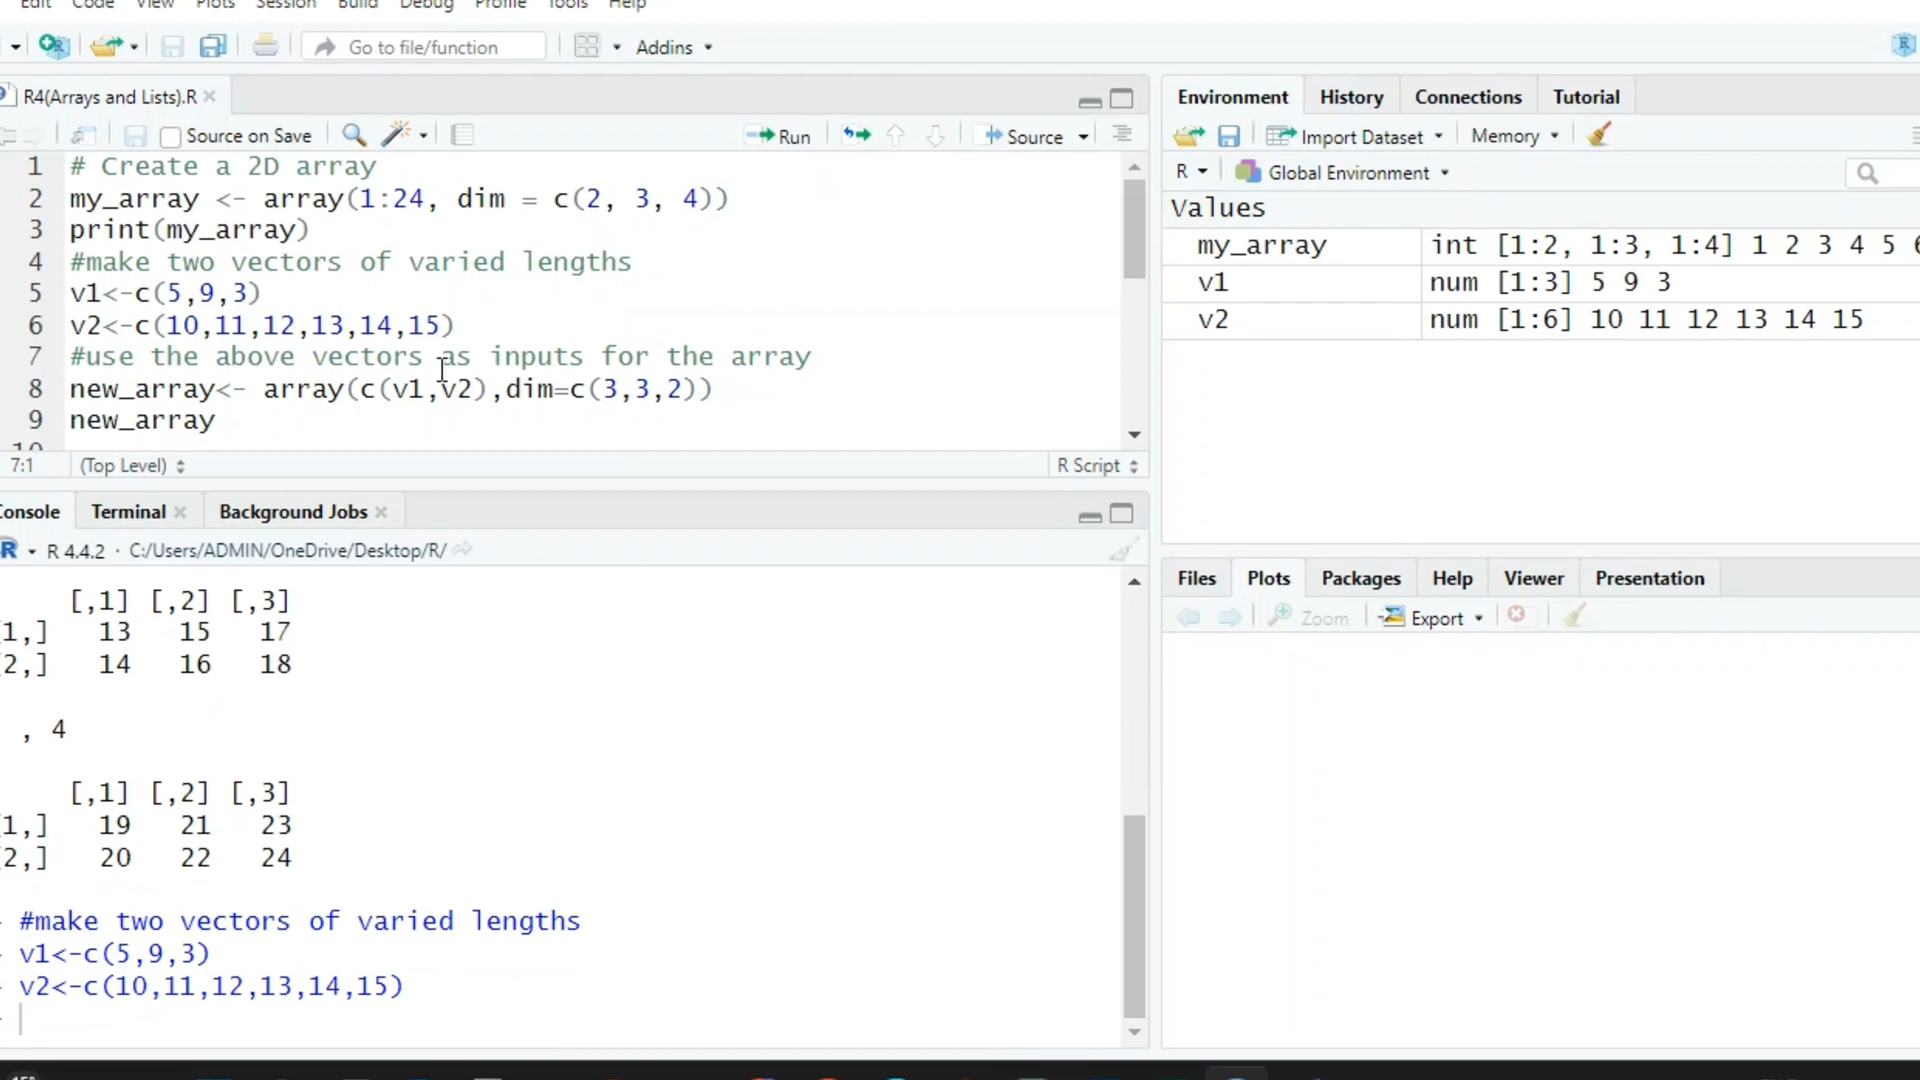 Edit Code View Plots Session Build Debug Profile Tools Help
Go to file/function Addins
R4(Arrays and Lists).R
Source on Save Run Source
1 # Create a 2D array
2 my_array <- array(1:24, dim = c(2, 3, 4))
3 print(my_array)
4 #make two vectors of varied lengths
5 v1<-c(5,9,3)
6 v2<-c(10,11,12,13,14,15)
7 #use the above vectors as inputs for the array
8 new_array<- array(c(v1,v2),dim=c(3,3,2))
9 new_array
10
7:1 (Top Level) R Script
Console Terminal Background Jobs
R 4.4.2 · C:/Users/ADMIN/OneDrive/Desktop/R/
[,1] [,2] [,3]
1,] 13 15 17
2,] 14 16 18
, 4
[,1] [,2] [,3]
1,] 19 21 23
2,] 20 22 24
#make two vectors of varied lengths
v1<-c(5,9,3)
v2<-c(10,11,12,13,14,15)
Environment History Connections Tutorial
Import Dataset Memory
R Global Environment
Values
my_array int [1:2, 1:3, 1:4] 1 2 3 4 5 6
v1 num [1:3] 5 9 3
v2 num [1:6] 10 11 12 13 14 15
Files Plots Packages Help Viewer Presentation
Zoom Export